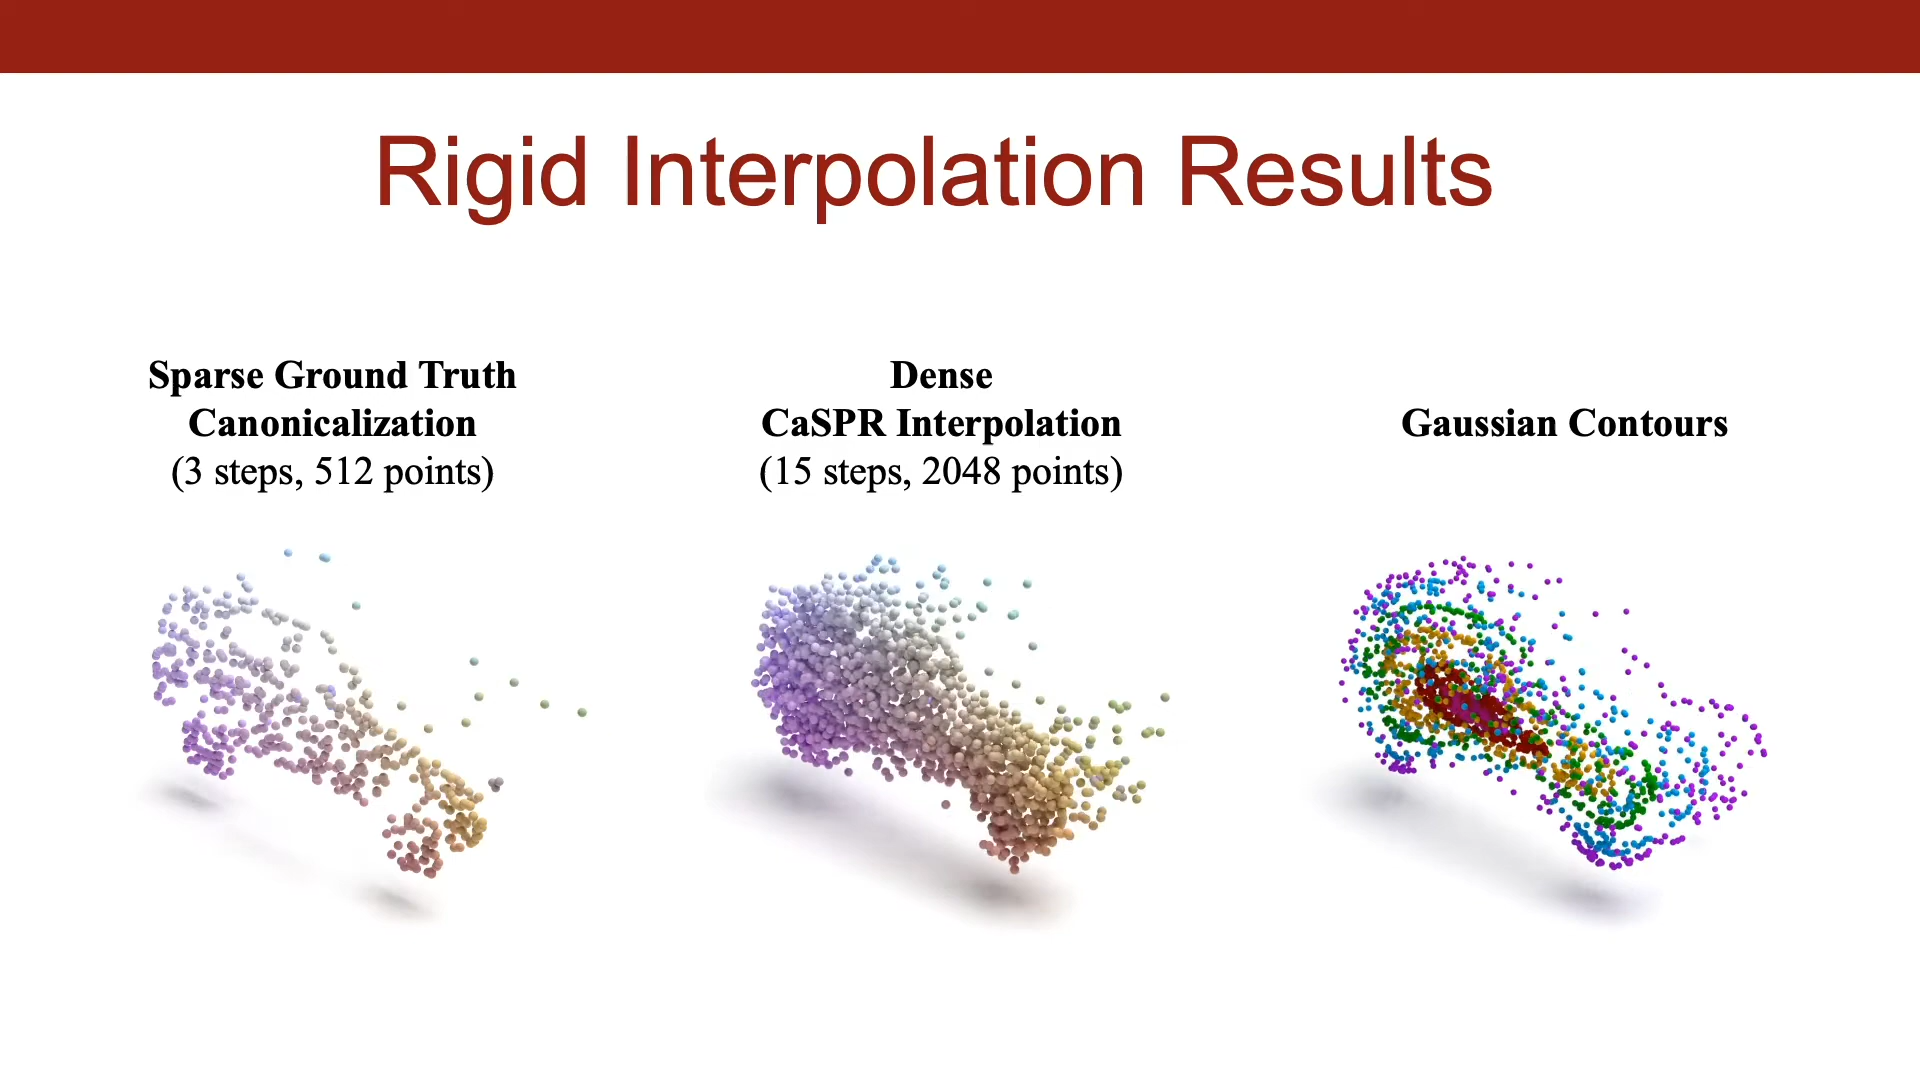 Rigid Interpolation Results
Sparse Ground Truth
Canonicalization
(3 steps, 512 points)
Dense
CaSPR Interpolation
(15 steps, 2048 points)
Gaussian Contours